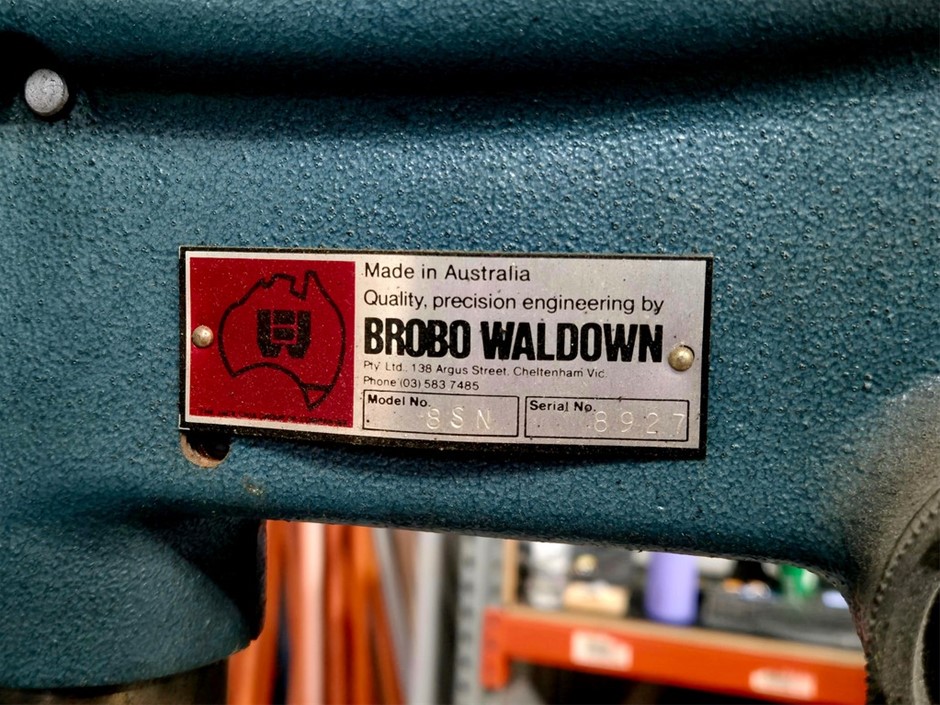 Made in Australia
Quality, precision engineering by
BROBO WALDOWN
Pty. Ltd., 138 Argus Street, Cheltenham Vic.
Phone (03) 583 7485
Model No. 8SN
Serial No. 8927